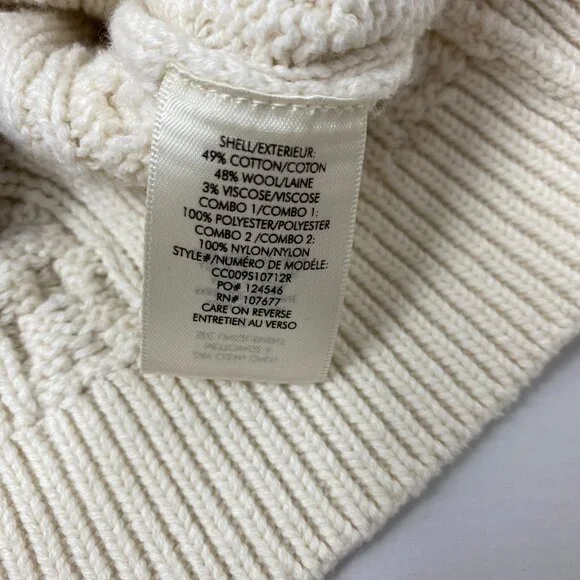 SHELL/EXTERIEUR:
49% COTTON/COTON
48% WOOL/LAINE
3% VISCOSE/VISCOSE
COMBO 1/COMBO 1:
100% POLYESTER/POLYESTER
COMBO 2 /COMBO 2:
100% NYLON/NYLON
STYLE#/NUMÉRO DE MODÉLE:
CC009S10712R
PO# 124546
RN# 107677
CARE ON REVERSE
ENTRETIEN AU VERSO